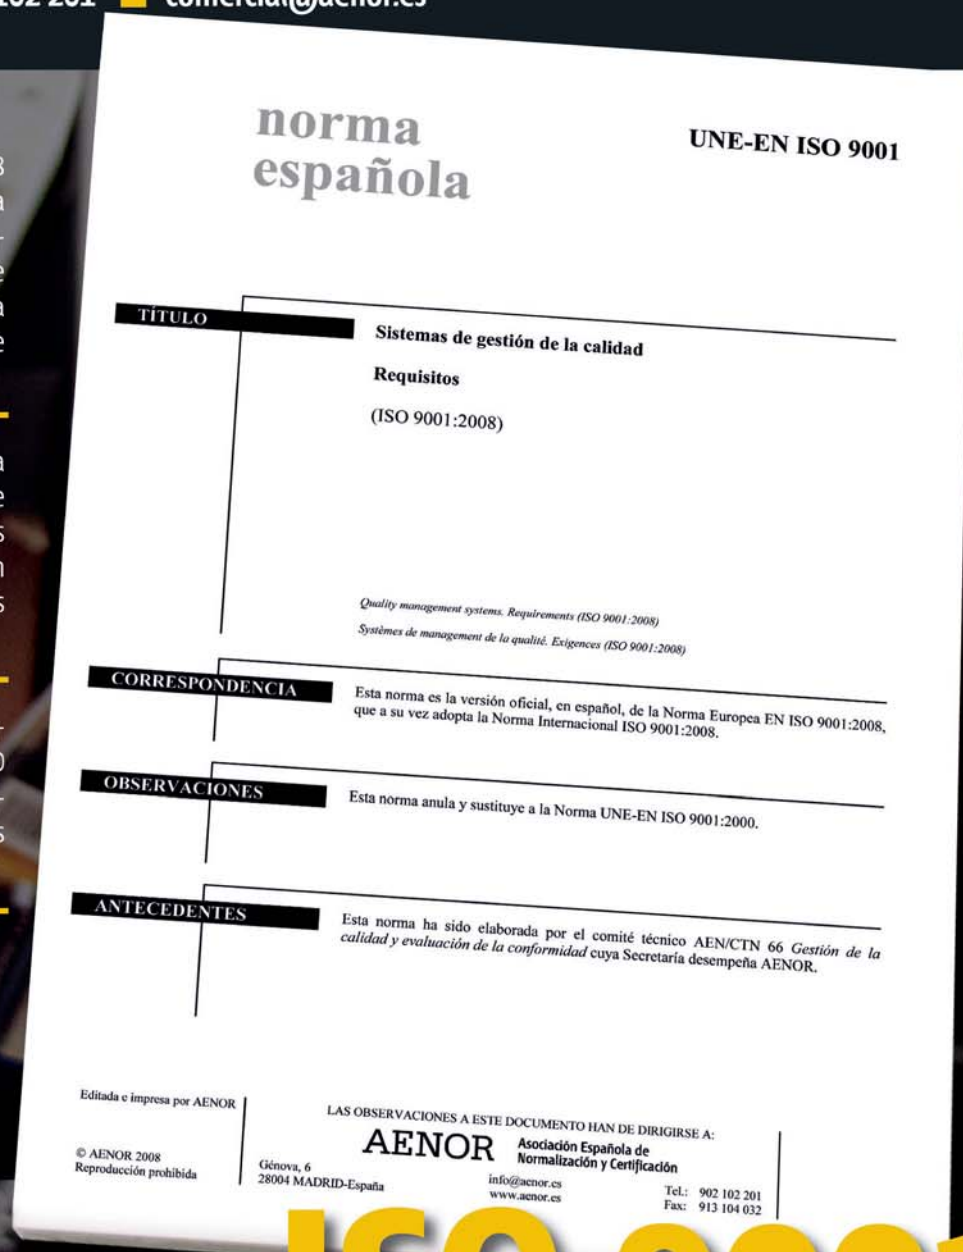 102 201 comercial@aenor.es
norma
española
UNE-EN ISO 9001
TÍTULO
Sistemas de gestión de la calidad
Requisitos
(ISO 9001:2008)
Quality management systems. Requirements (ISO 9001:2008)
Systèmes de management de la qualité. Exigences (ISO 9001:2008)
CORRESPONDENCIA
Esta norma es la versión oficial, en español, de la Norma Europea EN ISO 9001:2008,
que a su vez adopta la Norma Internacional ISO 9001:2008.
OBSERVACIONES
Esta norma anula y sustituye a la Norma UNE-EN ISO 9001:2000.
ANTECEDENTES
Esta norma ha sido elaborada por el comité técnico AEN/CTN 66 Gestión de la
calidad y evaluación de la conformidad cuya Secretaría desempeña AENOR.
Editada e impresa por AENOR
© AENOR 2008
Reproducción prohibida
LAS OBSERVACIONES A ESTE DOCUMENTO HAN DE DIRIGIRSE A:
AENOR
Asociación Española de
Normalización y Certificación
Génova, 6
28004 MADRID-España
info@aenor.es
www.aenor.es
Tel.: 902 102 201
Fax: 913 104 032
ISO 9001